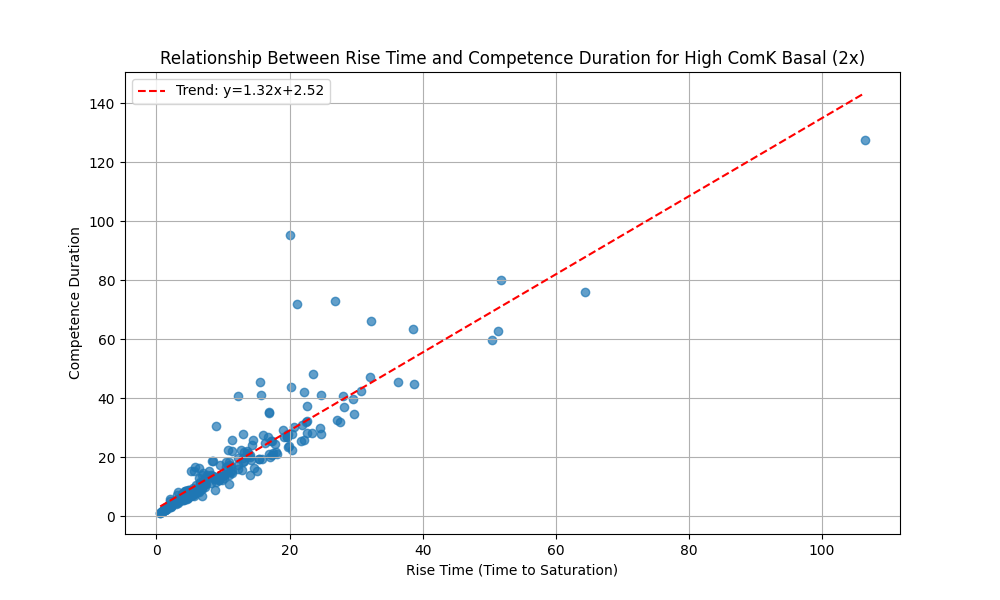 Relationship Between Rise Time and Competence Duration for High ComK Basal (2x)
Trend: y=1.32x+2.52
140
120
100
80
60
40
20
0
Competence Duration
0 20 40 60 80 100
Rise Time (Time to Saturation)